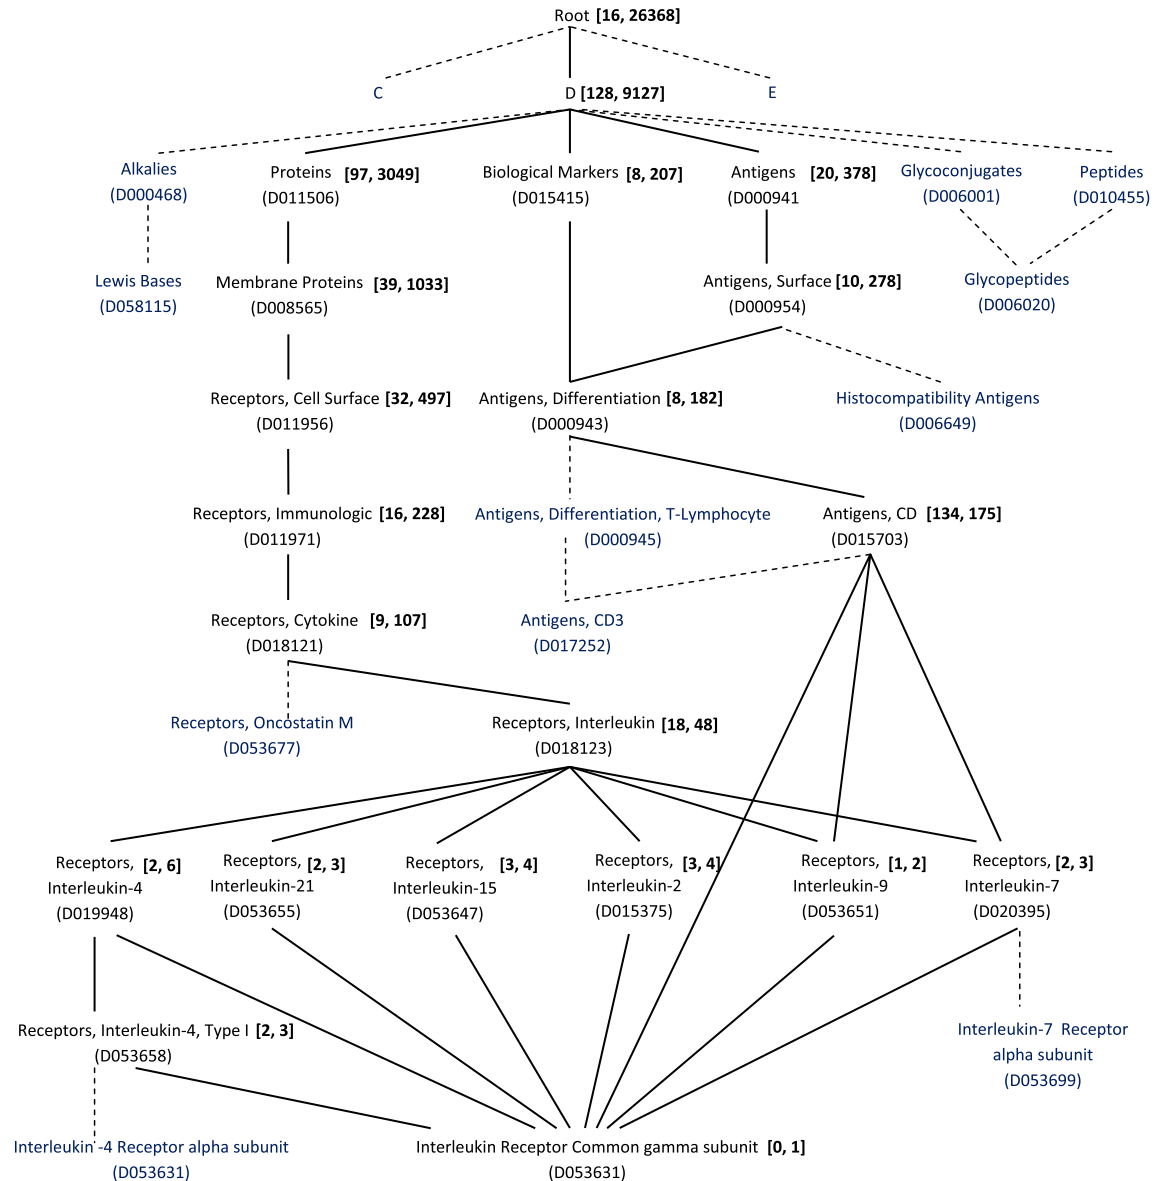 Root [16, 26368]
C
D [128, 9127]
E
Alkalies
(D000468)
Proteins [97, 3049]
(D011506)
Biological Markers [8, 207]
(D015415)
Antigens [20, 378]
(D000941
Glycoconjugates
(D006001)
Peptides
(D010455)
Lewis Bases
(D058115)
Membrane Proteins [39, 1033]
(D008565)
Antigens, Surface [10, 278]
(D000954)
Glycopeptides
(D006020)
Receptors, Cell Surface [32, 497]
(D011956)
Antigens, Differentiation [8, 182]
(D000943)
Histocompatibility Antigens
(D006649)
Receptors, Immunologic [16, 228]
(D011971)
Antigens, Differentiation, T-Lymphocyte
(D000945)
Antigens, CD [134, 175]
(D015703)
Receptors, Cytokine [9, 107]
(D018121)
Antigens, CD3
(D017252)
Receptors, Oncostatin M
(D053677)
Receptors, Interleukin [18, 48]
(D018123)
Receptors, [2, 6]
Interleukin-4
(D019948)
Receptors, [2, 3]
Interleukin-21
(D053655)
Receptors, [3, 4]
Interleukin-15
(D053647)
Receptors, [3, 4]
Interleukin-2
(D015375)
Receptors, [1, 2]
Interleukin-9
(D053651)
Receptors, [2, 3]
Interleukin-7
(D020395)
Receptors, Interleukin-4, Type I [2, 3]
(D053658)
Interleukin-7 Receptor
alpha subunit
(D053699)
Interleukin -4 Receptor alpha subunit
(D053631)
Interleukin Receptor Common gamma subunit [0, 1]
(D053631)